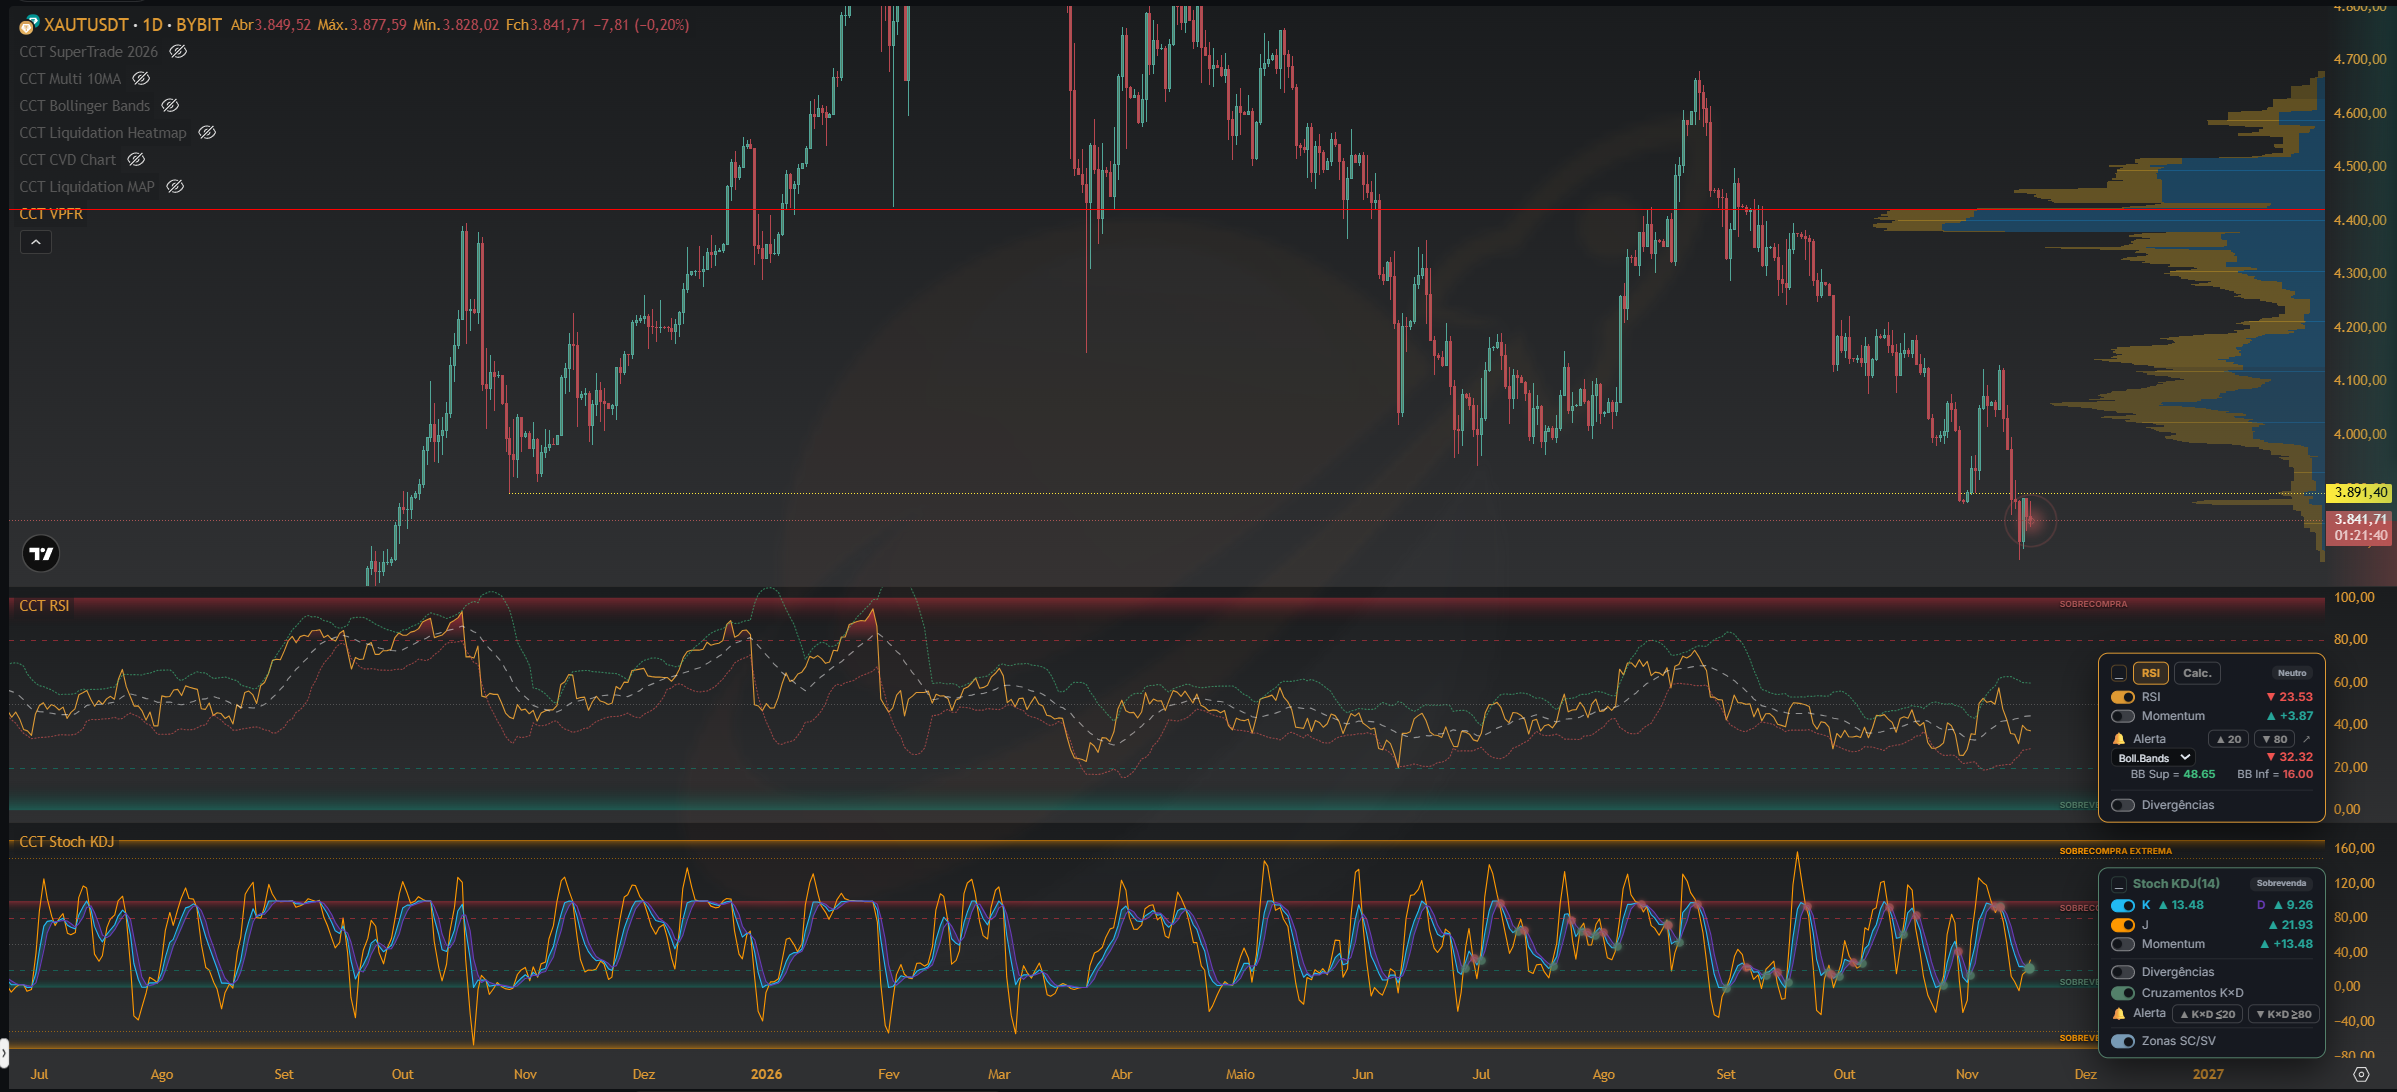 XAUTUSDT · 1D · BYBIT Abr3.849,52 Máx.3.877,59 Mín.3.828,02 Fch3.841,71 −7,81 (−0,20%)
CCT SuperTrade 2026
CCT Multi 10MA
CCT Bollinger Bands
CCT Liquidation Heatmap
CCT CVD Chart
CCT Liquidation MAP
CCT VPFR
4.800,00
4.700,00
4.600,00
4.500,00
4.400,00
4.300,00
4.200,00
4.100,00
4.000,00
3.891,40
3.841,71
01:21:40
CCT RSI
SOBRECOMPRA
100,00
80,00
60,00
40,00
20,00
0,00
RSI Calc. Neutro
RSI ▼ 23.53
Momentum ▲ +3.87
Alerta ▲ 20 ▼ 80
Boll.Bands ▼ 32.32
BB Sup = 48.65 BB Inf = 16.00
Divergências
SOBREVE
CCT Stoch KDJ
SOBRECOMPRA EXTREMA
SOBRECO
SOBREVE
SOBREVE
160,00
120,00
80,00
40,00
0,00
−40,00
−80,00
Stoch KDJ(14) Sobrevenda
K ▲ 13.48 D ▲ 9.26
J ▲ 21.93
Momentum ▲ +13.48
Divergências
Cruzamentos K×D
Alerta ▲ K×D ≤20 ▼ K×D ≥80
Zonas SC/SV
Jul Ago Set Out Nov Dez 2026 Fev Mar Abr Maio Jun Jul Ago Set Out Nov Dez 2027